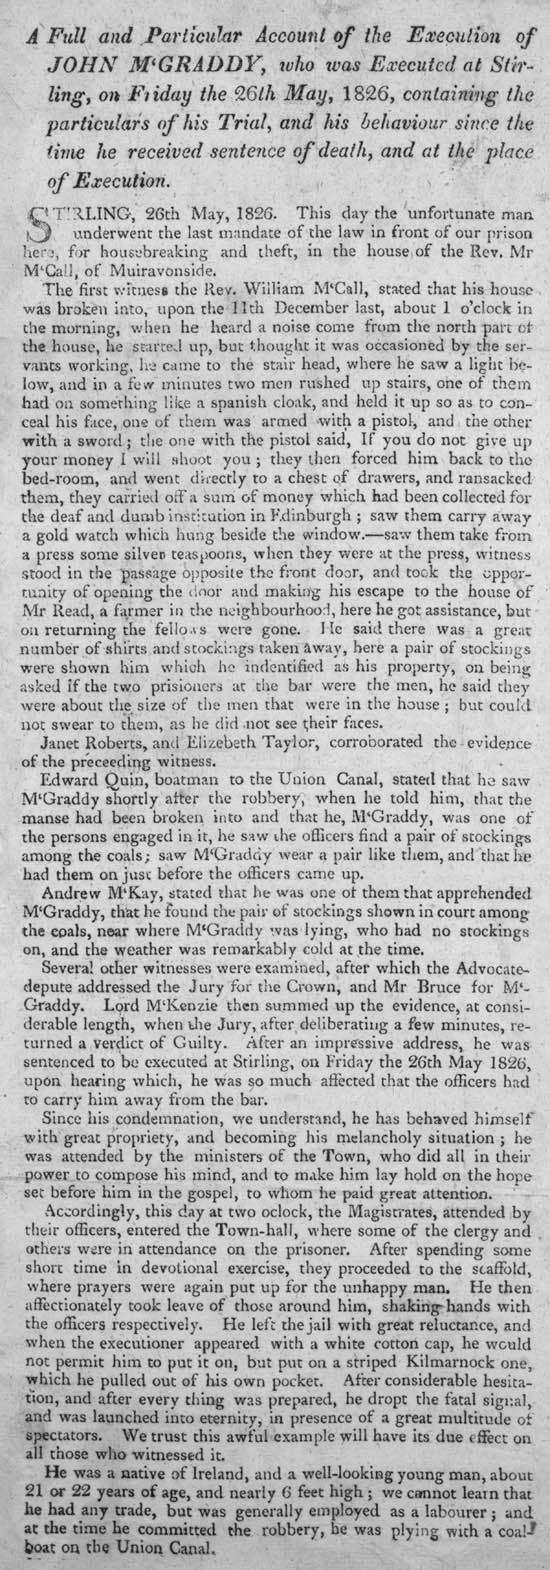 A Full and Particular Account of the Execution of
JOHN M‘GRADDY, who was Executed at Stir-
ling, on Friday the 26th May, 1826, containing the
particulars of his Trial, and his behaviour since the
time he received sentence of death, and at the place
of Execution.
STIRLING, 26th May, 1826. This day the unfortunate man
underwent the last mandate of the law in front of our prison
here, for housebreaking and theft, in the house of the Rev. Mr
M‘Call, of Muiravonside.
The first witness the Rev. William M‘Call, stated that his house
was broken into, upon the 11th December last, about 1 o'clock in
the morning, when he heard a noise come from the north part of
the house, he started up, but thought it was occasioned by the ser-
vants working, he came to the stair head, where he saw a light be-
low, and in a few minutes two men rushed up stairs, one of them
had on something like a spanish cloak, and held it up so as to con-
ceal his face, one of them was armed with a pistol, and the other
with a sword; the one with the pistol said, If you do not give up
your money I will shoot you; they then forced him back to the
bed-room, and went directly to a chest of drawers, and ransacked
them, they carried off a sum of money which had been collected for
the deaf and dumb institution in Edinburgh; saw them carry away
a gold watch which hung beside the window.—saw them take from
a press some silver teaspoons, when they were at the press, witness
stood in the passage opposite the front door, and took the oppor-
tunity of opening the door and making his escape to the house of
Mr Read, a farmer in the neighbourhood, here he got assistance, but
on returning the fellows were gone. He said there was a great
number of shirts and stockings taken away, here a pair of stockings
were shown him which he indentified as his property, on being
asked if the two prisioners at the bar were the men, he said they
were about the size of the men that were in the house; but could
not swear to them, as he did not see their faces.
Janet Roberts, and Elizebeth Taylor, corroborated the evidence
of the preceeding witness.
Edward Quin, boatman to the Union Canal, stated that he saw
M‘Graddy shortly after the robbery, when he told him, that the
manse had been broken into and that he, M‘Graddy, was one of
the persons engaged in it, he saw the officers find a pair of stockings
among the coals; saw M‘Graddy wear a pair like them, and that he
had them on just before the officers came up.
Andrew M‘Kay, stated that he was one of them that apprehended
M‘Graddy, that he found the pair of stockings shown in court among
the coals, near where M‘Graddy was lying, who had no stockings
on, and the weather was remarkably cold at the time.
Several other witnesses were examined, after which the Advocate-
depute addressed the Jury for the Crown, and Mr Bruce for M‘-
Graddy. Lord M‘Kenzie then summed up the evidence, at consi-
derable length, when the Jury, after deliberating a few minutes, re-
turned a verdict of Guilty. After an impressive address, he was
sentenced to be executed at Stirling, on Friday the 26th May 1826,
upon hearing which, he was so much affected that the officers had
to carry him away from the bar.
Since his condemnation, we understand, he has behaved himself
with great propriety, and becoming his melancholy situation; he
was attended by the ministers of the Town, who did all in their
power to compose his mind, and to make him lay hold on the hope
set before him in the gospel, to whom he paid great attention.
Accordingly, this day at two oclock, the Magistrates, attended by
their officers, entered the Town-hall, where some of the clergy and
others were in attendance on the prisoner. After spending some
short time in devotional exercise, they proceeded to the scaffold,
where prayers were again put up for the unhappy man. He then
affectionately took leave of those around him, shaking hands with
the officers respectively. He left the jail with great reluctance, and
when the executioner appeared with a white cotton cap, he would
not permit him to put it on, but put on a striped Kilmarnock one,
which he pulled out of his own pocket. After considerable hesita-
tion, and after every thing was prepared, he dropt the fatal signal,
and was launched into eternity, in presence of a great multitude of
spectators. We trust this awful example will have its due effect on
all those who witnessed it.
He was a native of Ireland, and a well-looking young man, about
21 or 22 years of age, and nearly 6 feet high; we cannot learn that
he had any trade, but was generally employed as a labourer; and
at the time he committed the robbery, he was plying with a coal-
boat on the Union Canal.